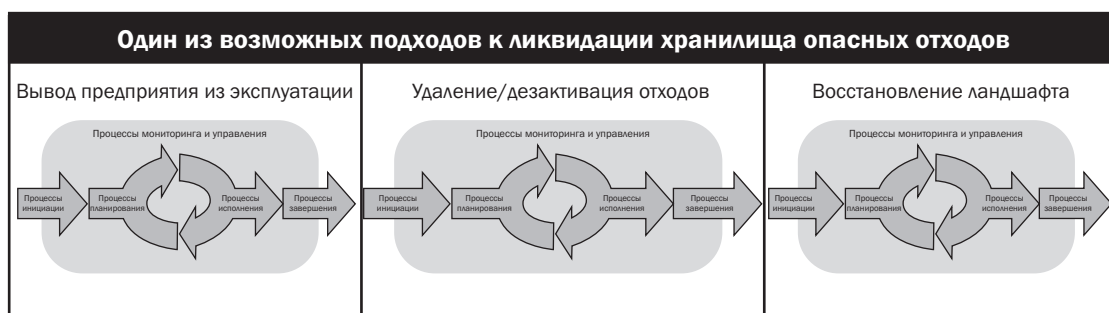 Один из возможных подходов к ликвидации хранилища опасных отходов
Вывод предприятия из эксплуатации
Процессы мониторинга и управления
Процессы
инициации
Процессы
планирования
Процессы
исполнения
Процессы
завершения
Удаление/дезактивация отходов
Процессы мониторинга и управления
Процессы
инициации
Процессы
планирования
Процессы
исполнения
Процессы
завершения
Восстановление ландшафта
Процессы мониторинга и управления
Процессы
инициации
Процессы
планирования
Процессы
исполнения
Процессы
завершения